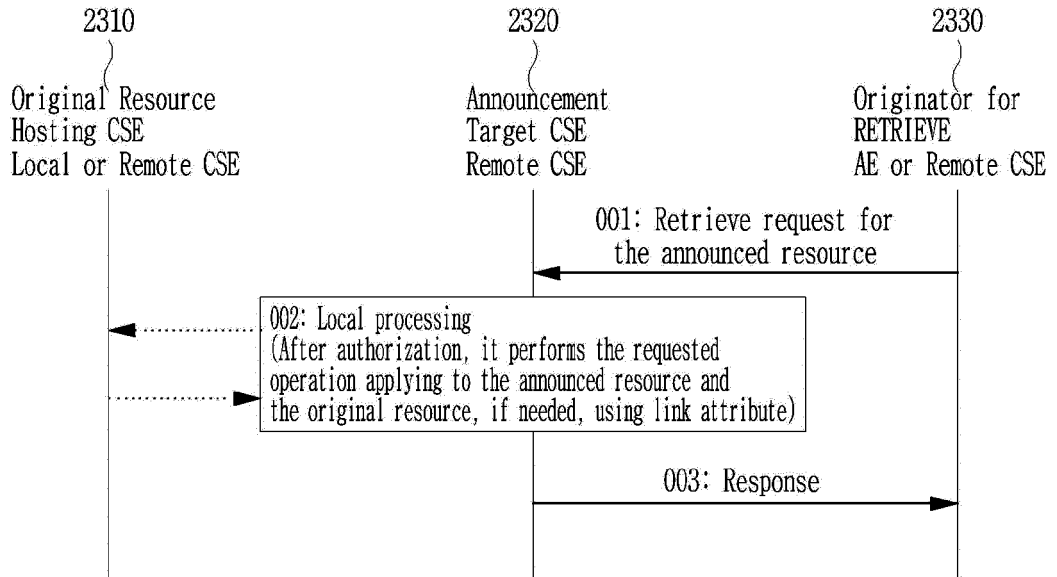 2310
2320
2330
Original Resource
Hosting CSE
Local or Remote CSE
Announcement
Target CSE
Remote CSE
Originator for
RETRIEVE
AE or Remote CSE
001: Retrieve request for
the announced resource
002: Local processing
(After authorization, it performs the requested
operation applying to the announced resource and
the original resource, if needed, using link attribute)
003: Response